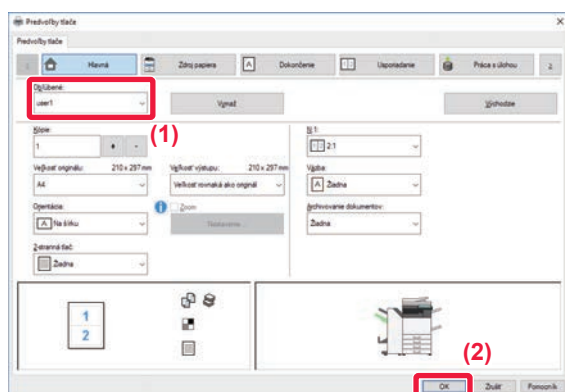 Predvoľby tlače
Predvoľby tlače
Hlavná
Zdroj papiera
Dokončenie
Usporiadanie
Práca s úlohou
2
Obľúbené:
user1
Vymaž
Východzie
(1)
Kópie:
1
+ -
N-1:
2:1
Veľkosť originálu: 210 x 297 mm
A4
Veľkosť výstupu: 210 x 297 mm
Veľkosť rovnaká ako originál
Väzba:
Žiadna
Orientácia:
Na šírku
Zoom
Nastavenie ...
Archivovanie dokumentov:
Žiadna
2-stranná tlač:
Žiadna
1
2
(2)
OK Zrušiť Pomocník